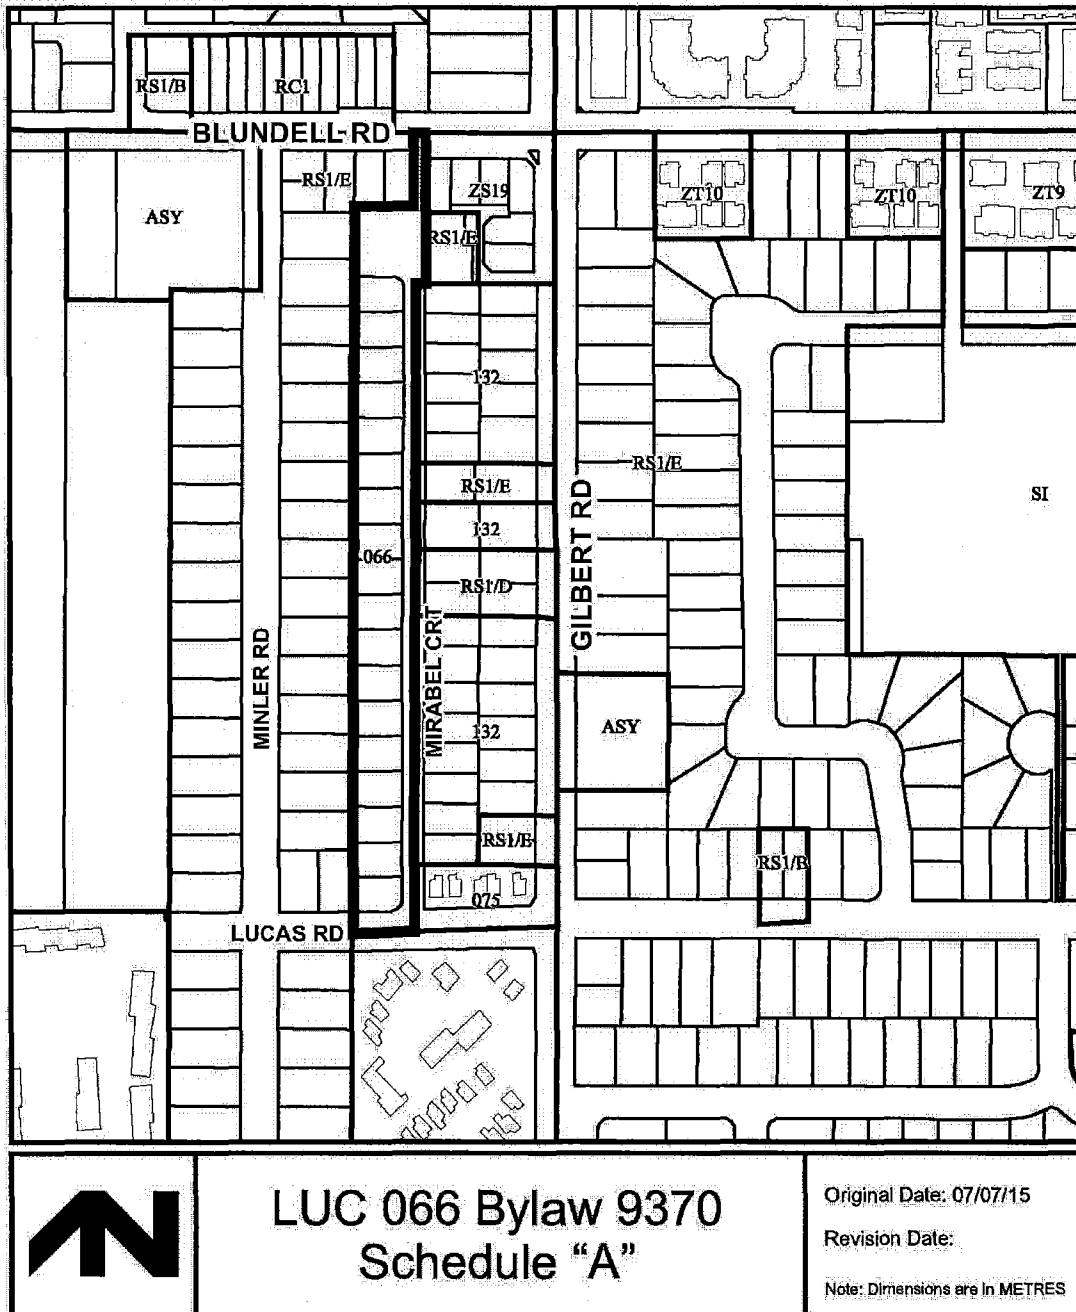 RS1/B
RC1
BLUNDELL RD
RS1/E
ZS19
ZT10
ZT10
ZT9
ASY
RS1/E
132
RS1/E
RS1/E
SI
132
GILBERT RD
066
RS1/D
MINLER RD
MIRABEL CRT
132
ASY
RS1/E
RS1/B
075
LUCAS RD
LUC 066 Bylaw 9370
Schedule “A”
Original Date: 07/07/15
Revision Date:
Note: Dimensions are in METRES